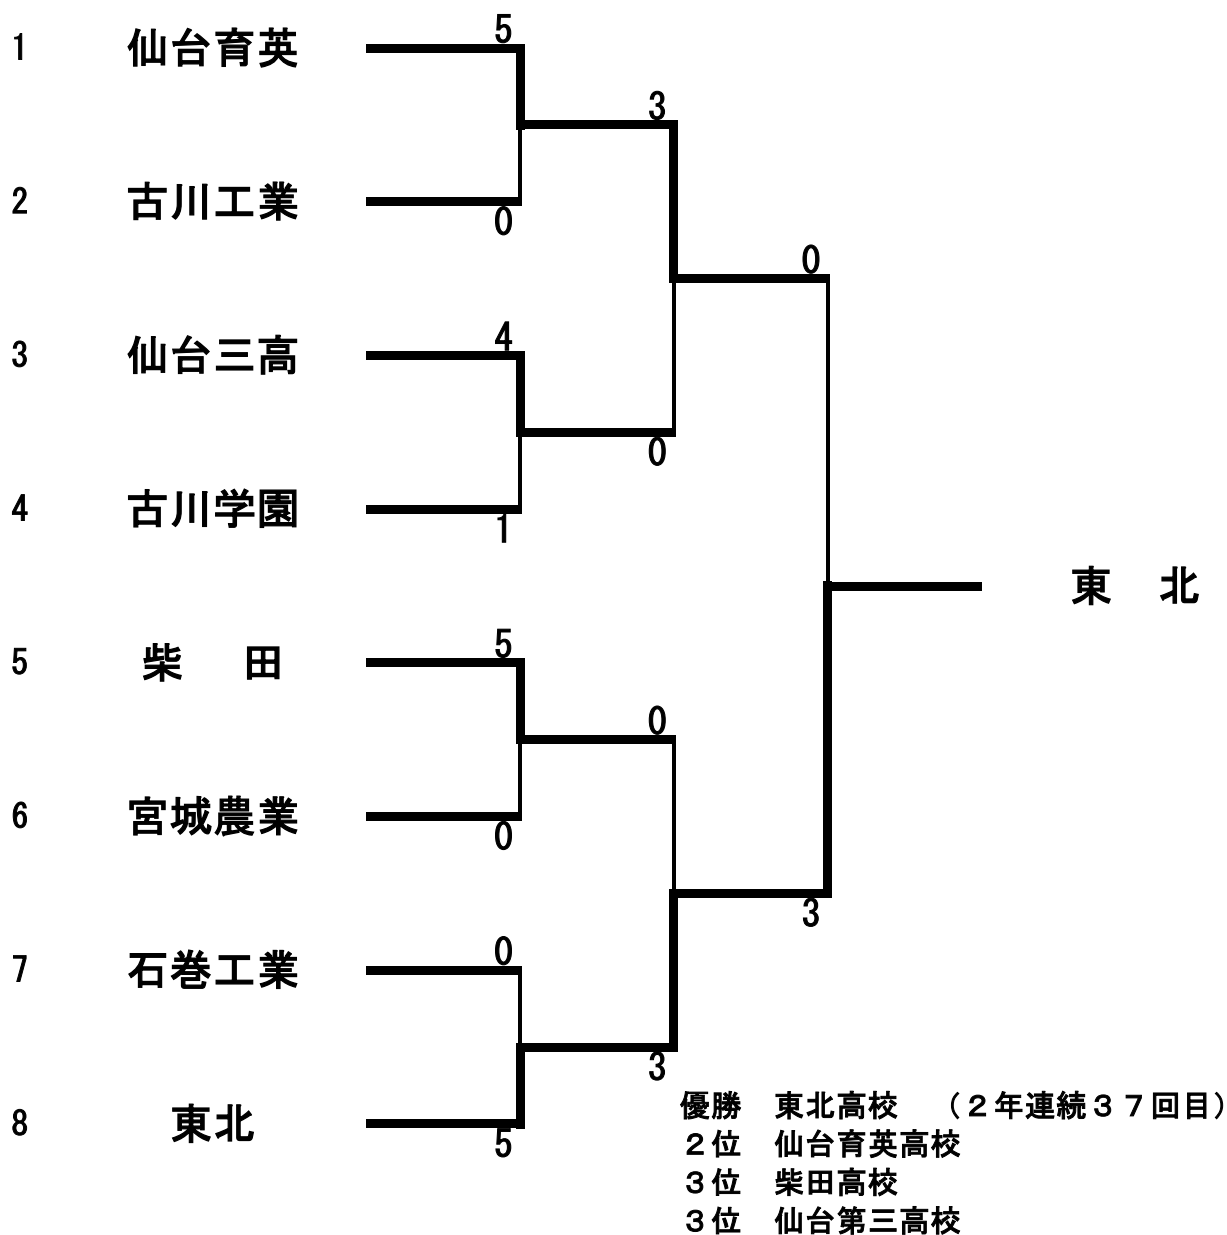 5
1 仙台育英
3
2 古川工業
0
0
4
3 仙台三高
0
4 古川学園
1
東 北
5
5 柴 田
0
6 宮城農業
0
3
0
7 石巻工業
3
8 東北
5
優勝 東北高校 (２年連続３７回目)
２位 仙台育英高校
３位 柴田高校
３位 仙台第三高校